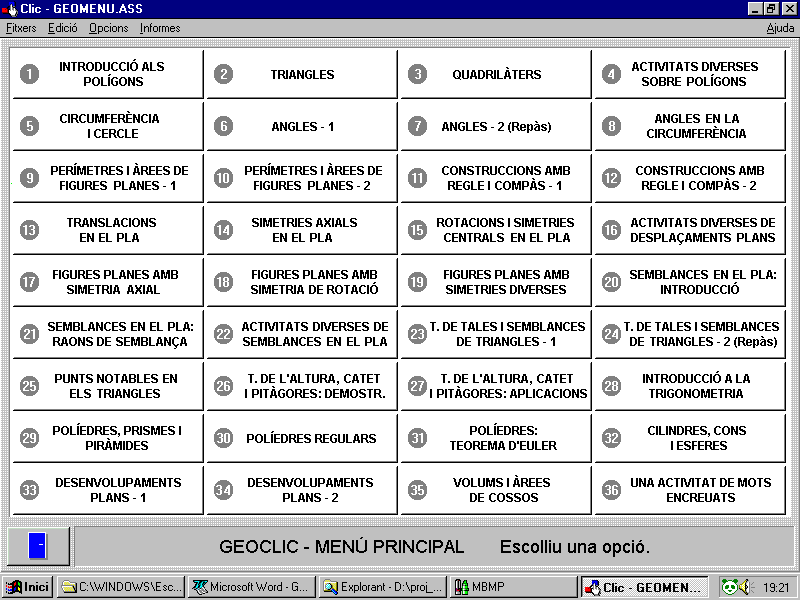 Clic - GEOMENU.ASS
Fitxers Edició Opcions Informes Ajuda
1 INTRODUCCIÓ ALS
POLÍGONS
2 TRIANGLES
3 QUADRILÀTERS
4 ACTIVITATS DIVERSES
SOBRE POLÍGONS
5 CIRCUMFERÈNCIA
I CERCLE
6 ANGLES - 1
7 ANGLES - 2 (Repàs)
8 ANGLES EN LA
CIRCUMFERÈNCIA
9 PERÍMETRES I ÀREES DE
FIGURES PLANES - 1
10 PERÍMETRES I ÀREES DE
FIGURES PLANES - 2
11 CONSTRUCCIONS AMB
REGLE I COMPÀS - 1
12 CONSTRUCCIONS AMB
REGLE I COMPÀS - 2
13 TRANSLACIONS
EN EL PLA
14 SIMETRIES AXIALS
EN EL PLA
15 ROTACIONS I SIMETRIES
CENTRALS EN EL PLA
16 ACTIVITATS DIVERSES DE
DESPLAÇAMENTS PLANS
17 FIGURES PLANES AMB
SIMETRIA AXIAL
18 FIGURES PLANES AMB
SIMETRIA DE ROTACIÓ
19 FIGURES PLANES AMB
SIMETRIES DIVERSES
20 SEMBLANCES EN EL PLA:
INTRODUCCIÓ
21 SEMBLANCES EN EL PLA:
RAONS DE SEMBLANÇA
22 ACTIVITATS DIVERSES DE
SEMBLANCES EN EL PLA
23 T. DE TALES I SEMBLANCES
DE TRIANGLES - 1
24 T. DE TALES I SEMBLANCES
DE TRIANGLES - 2 (Repàs)
25 PUNTS NOTABLES EN
ELS TRIANGLES
26 T. DE L'ALTURA, CATET
I PITÀGORES: DEMOSTR.
27 T. DE L'ALTURA, CATET
I PITÀGORES: APLICACIONS
28 INTRODUCCIÓ A LA
TRIGONOMETRIA
29 POLÍEDRES, PRISMES I
PIRÀMIDES
30 POLÍEDRES REGULARS
31 POLÍEDRES:
TEOREMA D'EULER
32 CILINDRES, CONS
I ESFERES
33 DESENVOLUPAMENTS
PLANS - 1
34 DESENVOLUPAMENTS
PLANS - 2
35 VOLUMS I ÀREES
DE COSSOS
36 UNA ACTIVITAT DE MOTS
ENCREUATS
GEOCLIC - MENÚ PRINCIPAL Escolliu una opció.
Inici C:\WINDOWS\Esc... Microsoft Word - G... Explorant - D:\proj_... MBMP Clic - GEOMEN... 19:21